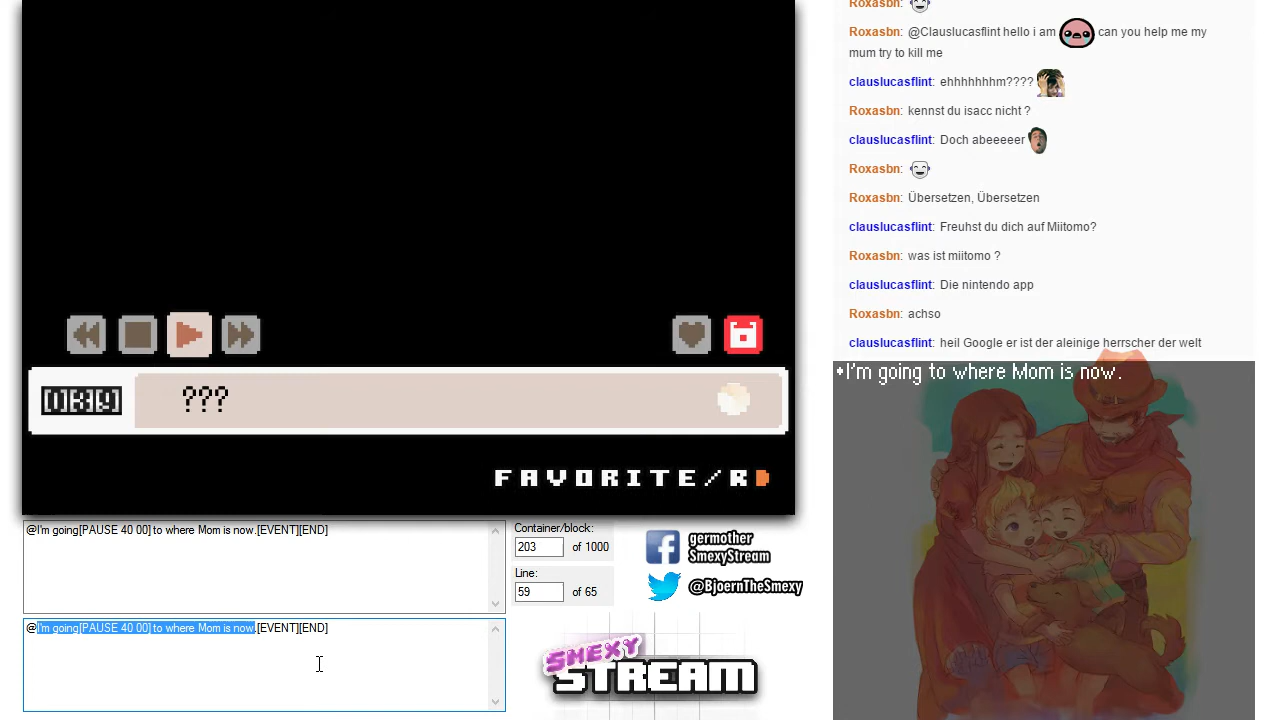 Roxasbn:
Roxasbn: @Clauslucasflint hello i am can you help me my
mum try to kill me
clauslucasflint: ehhhhhhhm????
Roxasbn: kennst du isacc nicht ?
clauslucasflint: Doch abeeeeer
Roxasbn:
Roxasbn: Übersetzen, Übersetzen
clauslucasflint: Freuhst du dich auf Miitomo?
Roxasbn: was ist miitomo ?
clauslucasflint: Die nintendo app
Roxasbn: achso
clauslucasflint: heil Google er ist der aleinige herrscher der welt
•I'm going to where Mom is now.
039 ???
FAVORITE/R
@I'm going[PAUSE 40 00] to where Mom is now.[EVENT][END]
@I'm going[PAUSE 40 00] to where Mom is now.[EVENT][END]
Container/block:
203 of 1000
Line:
59 of 65
germother
SmexyStream
@BjoernTheSmexy
SMEXY
STREAM